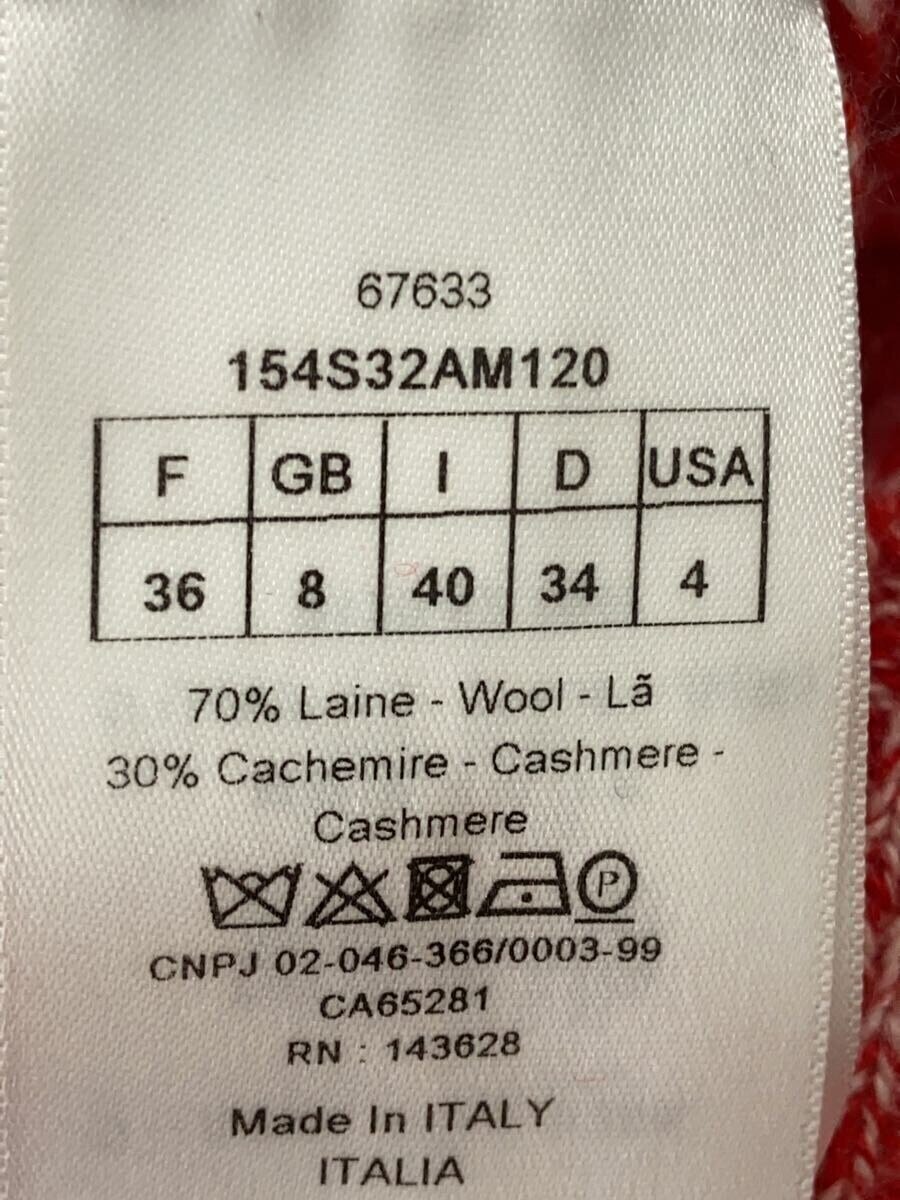 67633
154S32AM120
F GB I D USA
36 8 40 34 4
70% Laine - Wool - Lã
30% Cachemire - Cashmere -
Cashmere
P
CNPJ 02-046-366/0003-99
CA65281
RN : 143628
Made In ITALY
ITALIA